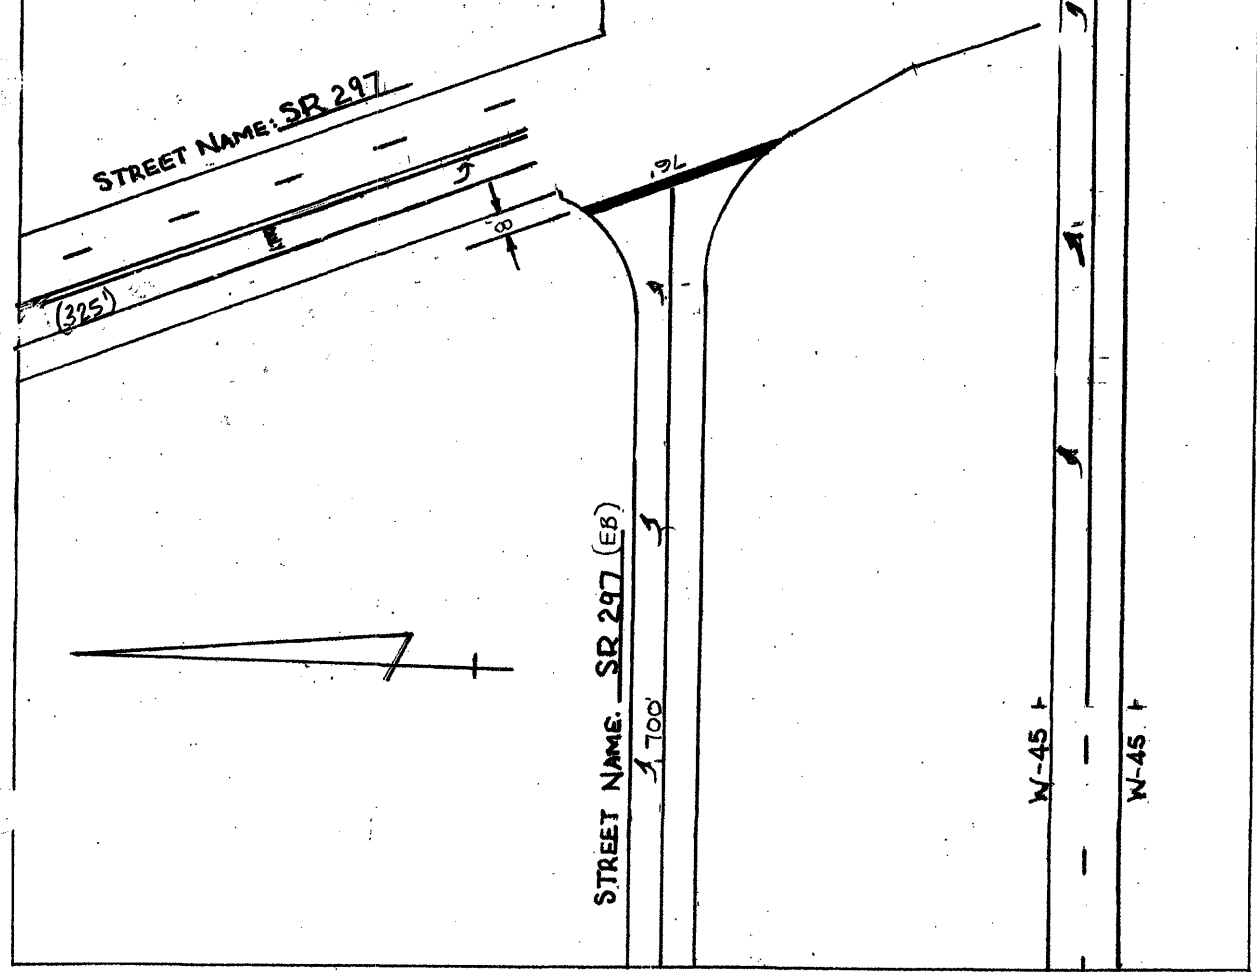 STREET NAME: SR 297
76'
8'
(325')
STREET NAME. SR 297 (EB)
700'
W-45
W-45